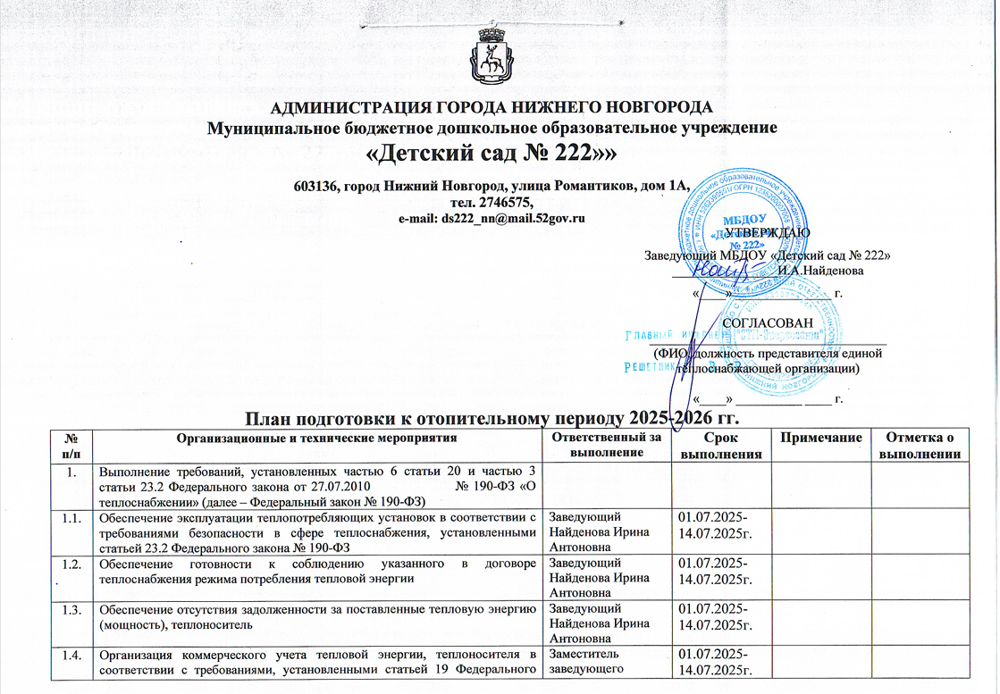 АДМИНИСТРАЦИЯ ГОРОДА НИЖНЕГО НОВГОРОДА
Муниципальное бюджетное дошкольное образовательное учреждение
«Детский сад № 222»»
603136, город Нижний Новгород, улица Романтиков, дом 1А,
тел. 2746575,
e-mail: ds222_nn@mail.52gov.ru
МБДОУ
№ 222»
УТВЕРЖДАЮ
Заведующий МБДОУ «Детский сад № 222»
И.А.Найденова
«____» ______________ г.
СОГЛАСОВАН
Главный инженер
(ФИО, должность представителя единой
теплоснабжающей организации)
«____» __________ ____ г.
План подготовки к отопительному периоду 2025-2026 гг.
№ п/п Организационные и технические мероприятия Ответственный за выполнение Срок выполнения Примечание Отметка о выполнении
1. Выполнение требований, установленных частью 6 статьи 20 и частью 3
статьи 23.2 Федерального закона от 27.07.2010 № 190-ФЗ «О
теплоснабжении» (далее – Федеральный закон № 190-ФЗ)
1.1. Обеспечение эксплуатации теплопотребляющих установок в соответствии с
требованиями безопасности в сфере теплоснабжения, установленными
статьей 23.2 Федерального закона № 190-ФЗ
Заведующий
Найденова Ирина
Антоновна
01.07.2025-
14.07.2025г.
1.2. Обеспечение готовности к соблюдению указанного в договоре
теплоснабжения режима потребления тепловой энергии
Заведующий
Найденова Ирина
Антоновна
01.07.2025-
14.07.2025г.
1.3. Обеспечение отсутствия задолженности за поставленные тепловую энергию
(мощность), теплоноситель
Заведующий
Найденова Ирина
Антоновна
01.07.2025-
14.07.2025г.
1.4. Организация коммерческого учета тепловой энергии, теплоносителя в
соответствии с требованиями, установленными статьей 19 Федерального
Заместитель
заведующего
01.07.2025-
14.07.2025г.